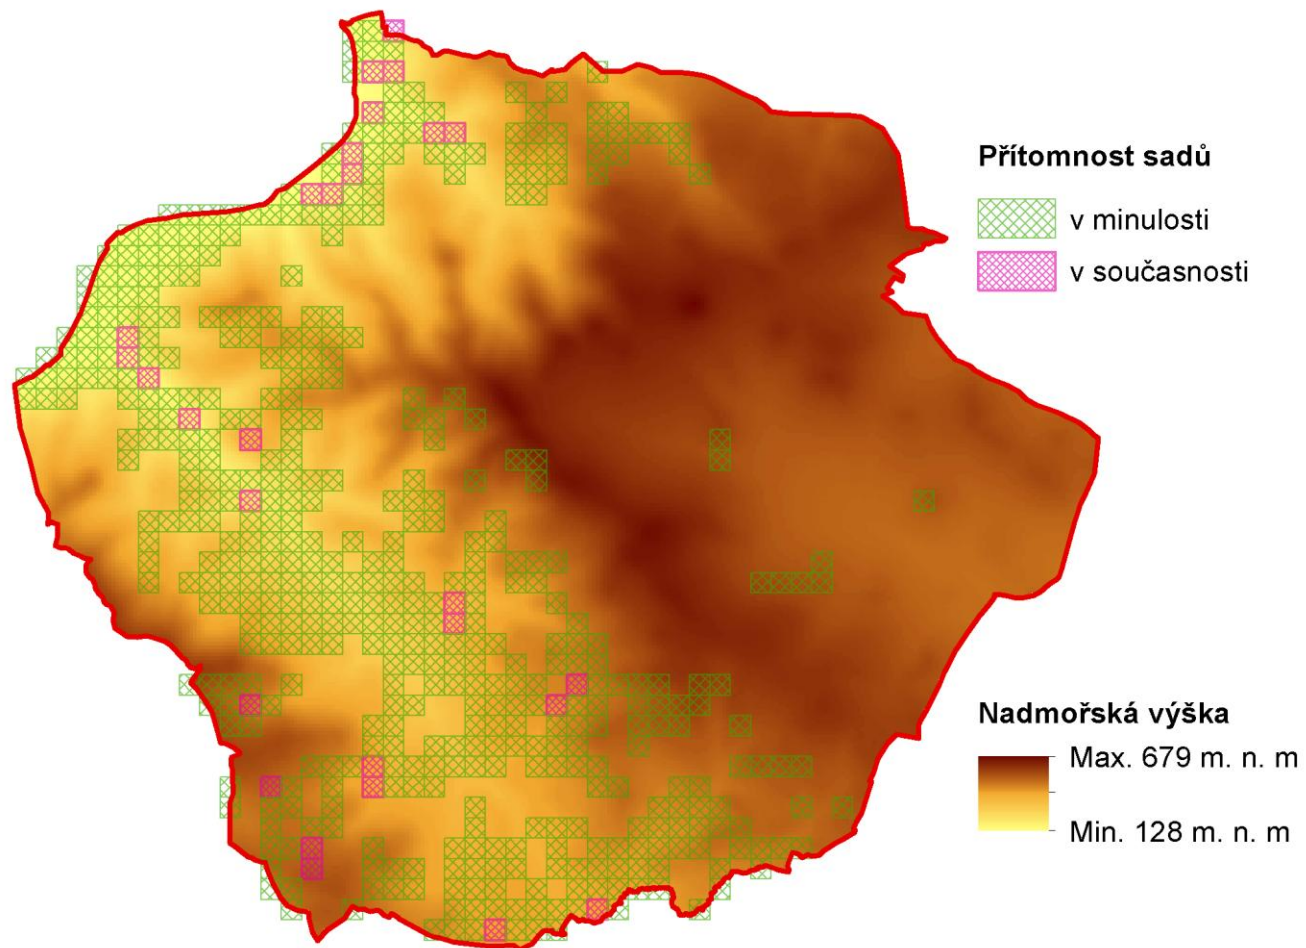 Přítomnost sadů
v minulosti
v současnosti
Nadmořská výška
Max. 679 m. n. m
Min. 128 m. n. m